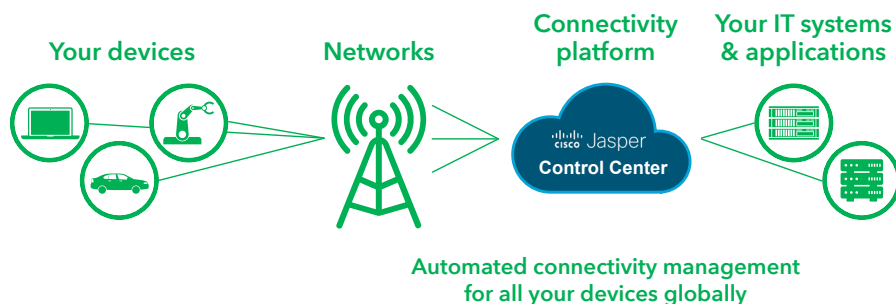 Your devices
Networks
Connectivity
platform
Your IT systems
& applications
CISCO Jasper
Control Center
Automated connectivity management
for all your devices globally